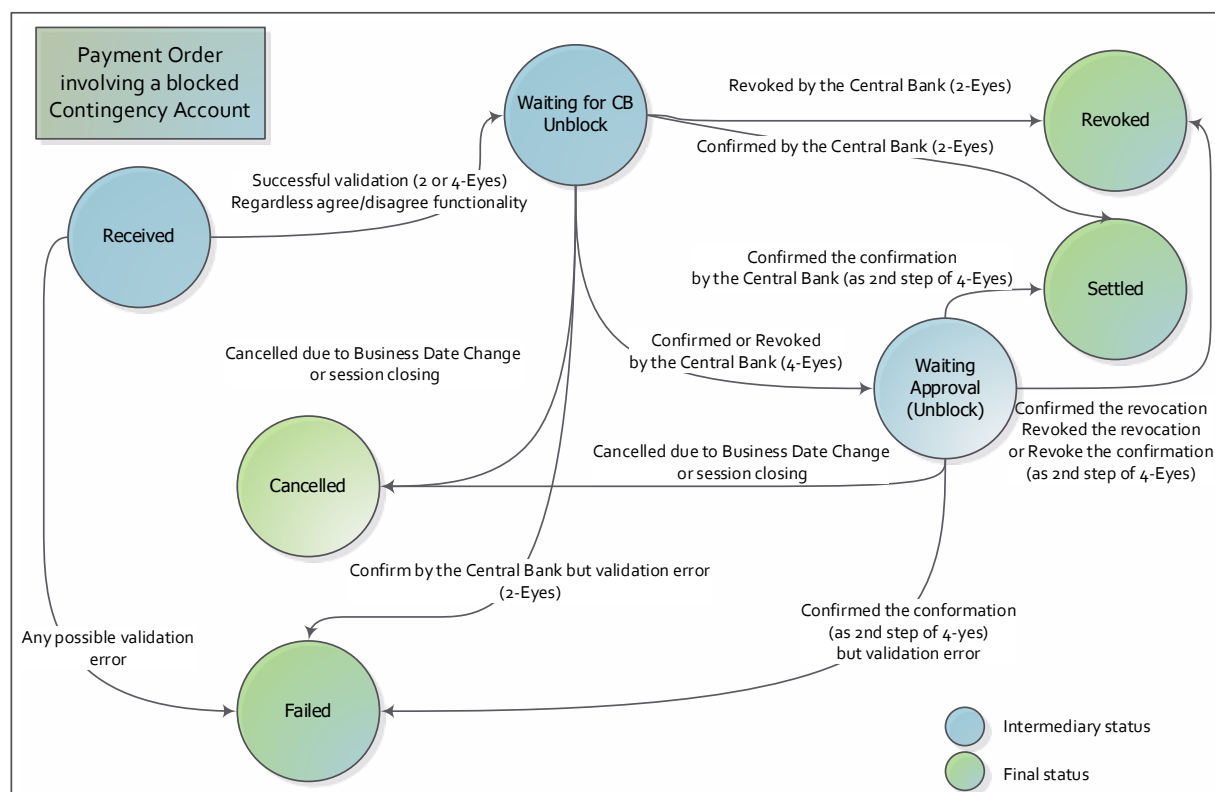 Payment Order
involving a blocked
Contingency Account
Waiting for CB
Unblock
Revoked by the Central Bank (2-Eyes)
Revoked
Confirmed by the Central Bank (2-Eyes)
Successful validation (2 or 4-Eyes)
Regardless agree/disagree functionality
Received
Confirmed the confirmation
by the Central Bank (as 2nd step of 4-Eyes)
Settled
Cancelled due to Business Date Change
or session closing
Confirmed or Revoked
by the Central Bank (4-Eyes)
Waiting
Approval
(Unblock)
Confirmed the revocation
Revoked the revocation
or Revoke the confirmation
(as 2nd step of 4-Eyes)
Cancelled due to Business Date Change
or session closing
Cancelled
Confirm by the Central Bank but validation error
(2-Eyes)
Any possible validation
error
Confirmed the conformation
(as 2nd step of 4-yes)
but validation error
Failed
Intermediary status
Final status